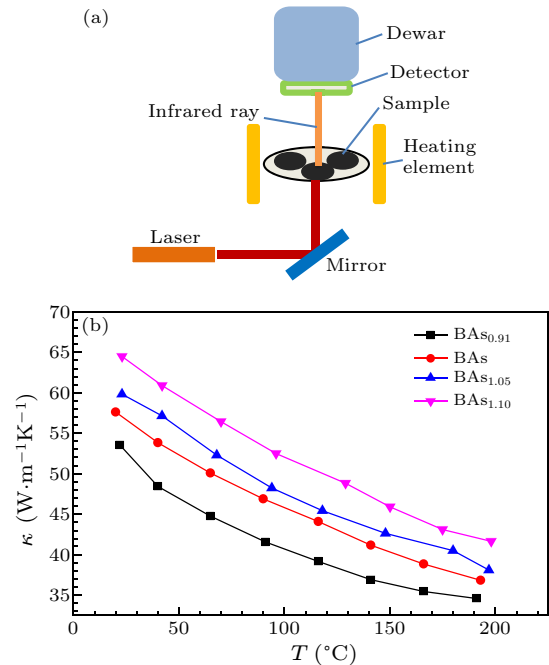 (a)
Dewar
Detector
Sample
Infrared ray
Heating
element
Laser
Mirror
(b)
BAs₀.₉₁
BAs
BAs₁.₀₅
BAs₁.₁₀
70
65
60
55
50
45
40
35
κ (W·m⁻¹K⁻¹)
0 50 100 150 200
T (°C)